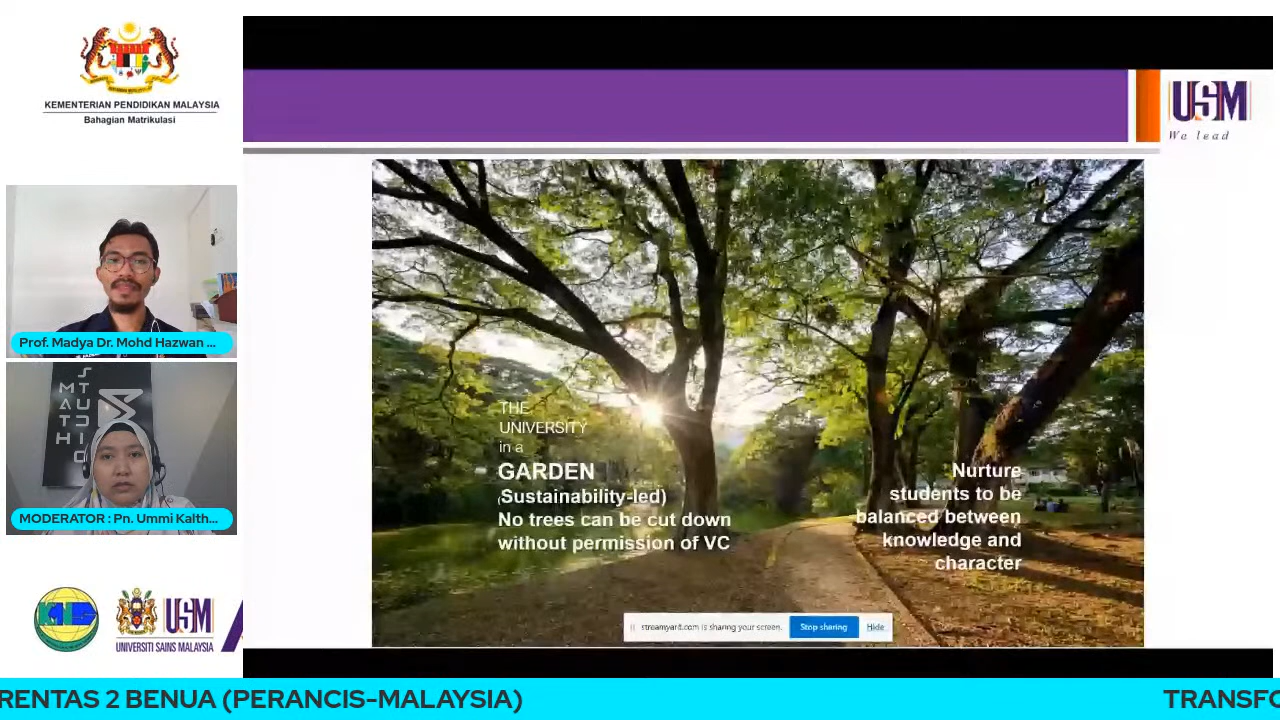 KEMENTERIAN PENDIDIKAN MALAYSIA
Bahagian Matrikulasi
USM
We lead
Prof. Madya Dr. Mohd Hazwan ...
MATH
STUDIO
MODERATOR : Pn. Ummi Kalth...
THE
UNIVERSITY
in a
GARDEN
(Sustainability-led)
No trees can be cut down
without permission of VC
Nurture
students to be
balanced between
knowledge and
character
streamyard.com is sharing your screen.
Stop sharing
Hide
USM
UNIVERSITI SAINS MALAYSIA
RENTAS 2 BENUA (PERANCIS-MALAYSIA)
TRANSFO